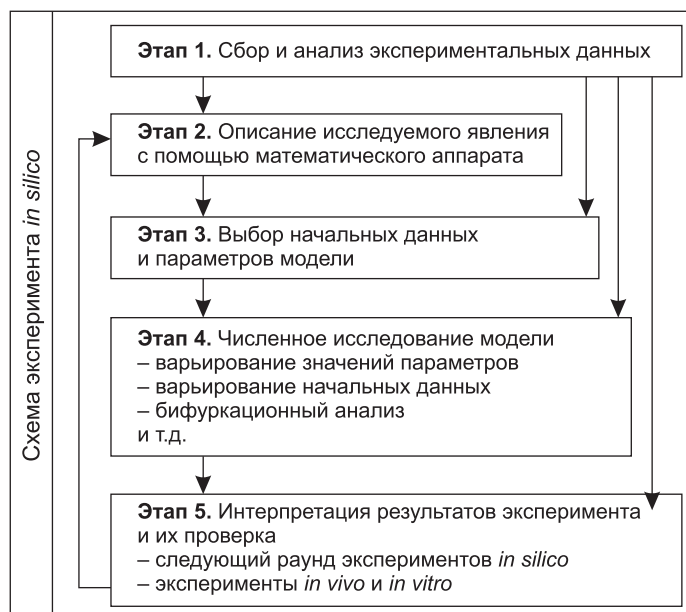 Схема эксперимента in silico
Этап 1. Сбор и анализ экспериментальных данных
Этап 2. Описание исследуемого явления
с помощью математического аппарата
Этап 3. Выбор начальных данных
и параметров модели
Этап 4. Численное исследование модели
– варьирование значений параметров
– варьирование начальных данных
– бифуркационный анализ
и т.д.
Этап 5. Интерпретация результатов эксперимента
и их проверка
– следующий раунд экспериментов in silico
– эксперименты in vivo и in vitro